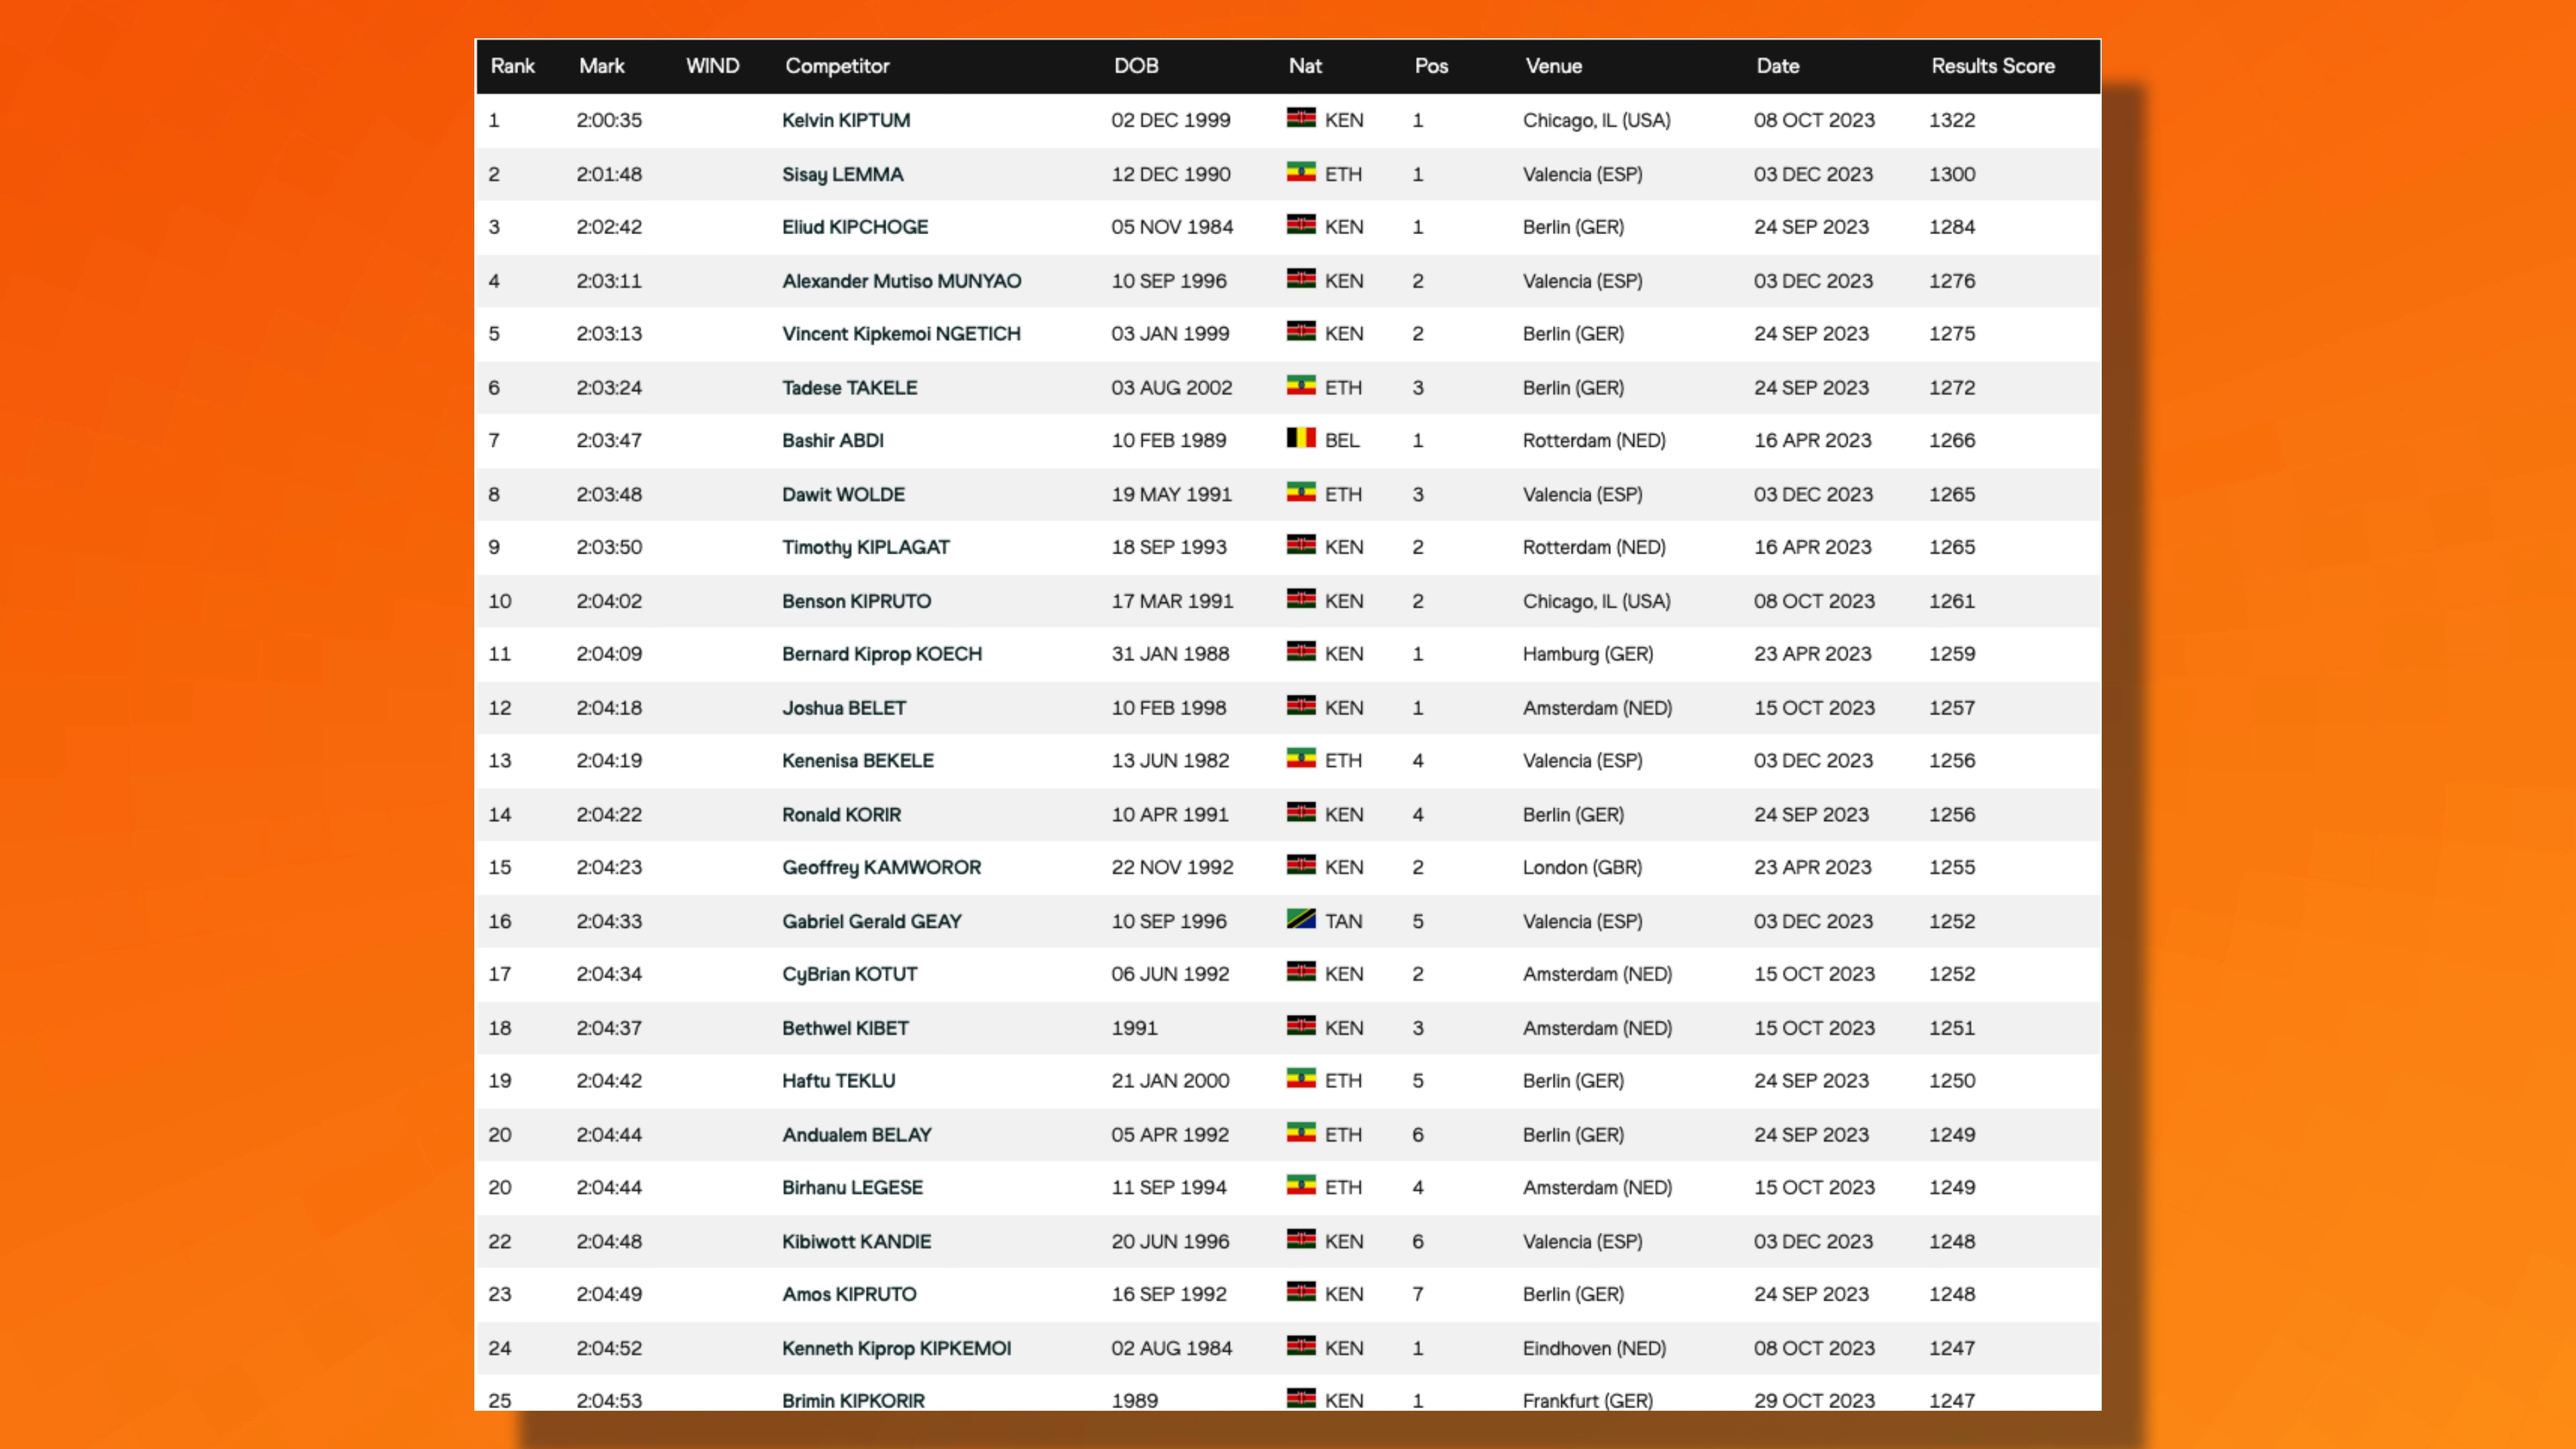 Rank Mark WIND Competitor DOB Nat Pos Venue Date Results Score
1 2:00:35 Kelvin KIPTUM 02 DEC 1999 KEN 1 Chicago, IL (USA) 08 OCT 2023 1322
2 2:01:48 Sisay LEMMA 12 DEC 1990 ETH 1 Valencia (ESP) 03 DEC 2023 1300
3 2:02:42 Eliud KIPCHOGE 05 NOV 1984 KEN 1 Berlin (GER) 24 SEP 2023 1284
4 2:03:11 Alexander Mutiso MUNYAO 10 SEP 1996 KEN 2 Valencia (ESP) 03 DEC 2023 1276
5 2:03:13 Vincent Kipkemoi NGETICH 03 JAN 1999 KEN 2 Berlin (GER) 24 SEP 2023 1275
6 2:03:24 Tadese TAKELE 03 AUG 2002 ETH 3 Berlin (GER) 24 SEP 2023 1272
7 2:03:47 Bashir ABDI 10 FEB 1989 BEL 1 Rotterdam (NED) 16 APR 2023 1266
8 2:03:48 Dawit WOLDE 19 MAY 1991 ETH 3 Valencia (ESP) 03 DEC 2023 1265
9 2:03:50 Timothy KIPLAGAT 18 SEP 1993 KEN 2 Rotterdam (NED) 16 APR 2023 1265
10 2:04:02 Benson KIPRUTO 17 MAR 1991 KEN 2 Chicago, IL (USA) 08 OCT 2023 1261
11 2:04:09 Bernard Kiprop KOECH 31 JAN 1988 KEN 1 Hamburg (GER) 23 APR 2023 1259
12 2:04:18 Joshua BELET 10 FEB 1998 KEN 1 Amsterdam (NED) 15 OCT 2023 1257
13 2:04:19 Kenenisa BEKELE 13 JUN 1982 ETH 4 Valencia (ESP) 03 DEC 2023 1256
14 2:04:22 Ronald KORIR 10 APR 1991 KEN 4 Berlin (GER) 24 SEP 2023 1256
15 2:04:23 Geoffrey KAMWOROR 22 NOV 1992 KEN 2 London (GBR) 23 APR 2023 1255
16 2:04:33 Gabriel Gerald GEAY 10 SEP 1996 TAN 5 Valencia (ESP) 03 DEC 2023 1252
17 2:04:34 CyBrian KOTUT 06 JUN 1992 KEN 2 Amsterdam (NED) 15 OCT 2023 1252
18 2:04:37 Bethwel KIBET 1991 KEN 3 Amsterdam (NED) 15 OCT 2023 1251
19 2:04:42 Haftu TEKLU 21 JAN 2000 ETH 5 Berlin (GER) 24 SEP 2023 1250
20 2:04:44 Andualem BELAY 05 APR 1992 ETH 6 Berlin (GER) 24 SEP 2023 1249
20 2:04:44 Birhanu LEGESE 11 SEP 1994 ETH 4 Amsterdam (NED) 15 OCT 2023 1249
22 2:04:48 Kibiwott KANDIE 20 JUN 1996 KEN 6 Valencia (ESP) 03 DEC 2023 1248
23 2:04:49 Amos KIPRUTO 16 SEP 1992 KEN 7 Berlin (GER) 24 SEP 2023 1248
24 2:04:52 Kenneth Kiprop KIPKEMOI 02 AUG 1984 KEN 1 Eindhoven (NED) 08 OCT 2023 1247
25 2:04:53 Brimin KIPKORIR 1989 KEN 1 Frankfurt (GER) 29 OCT 2023 1247